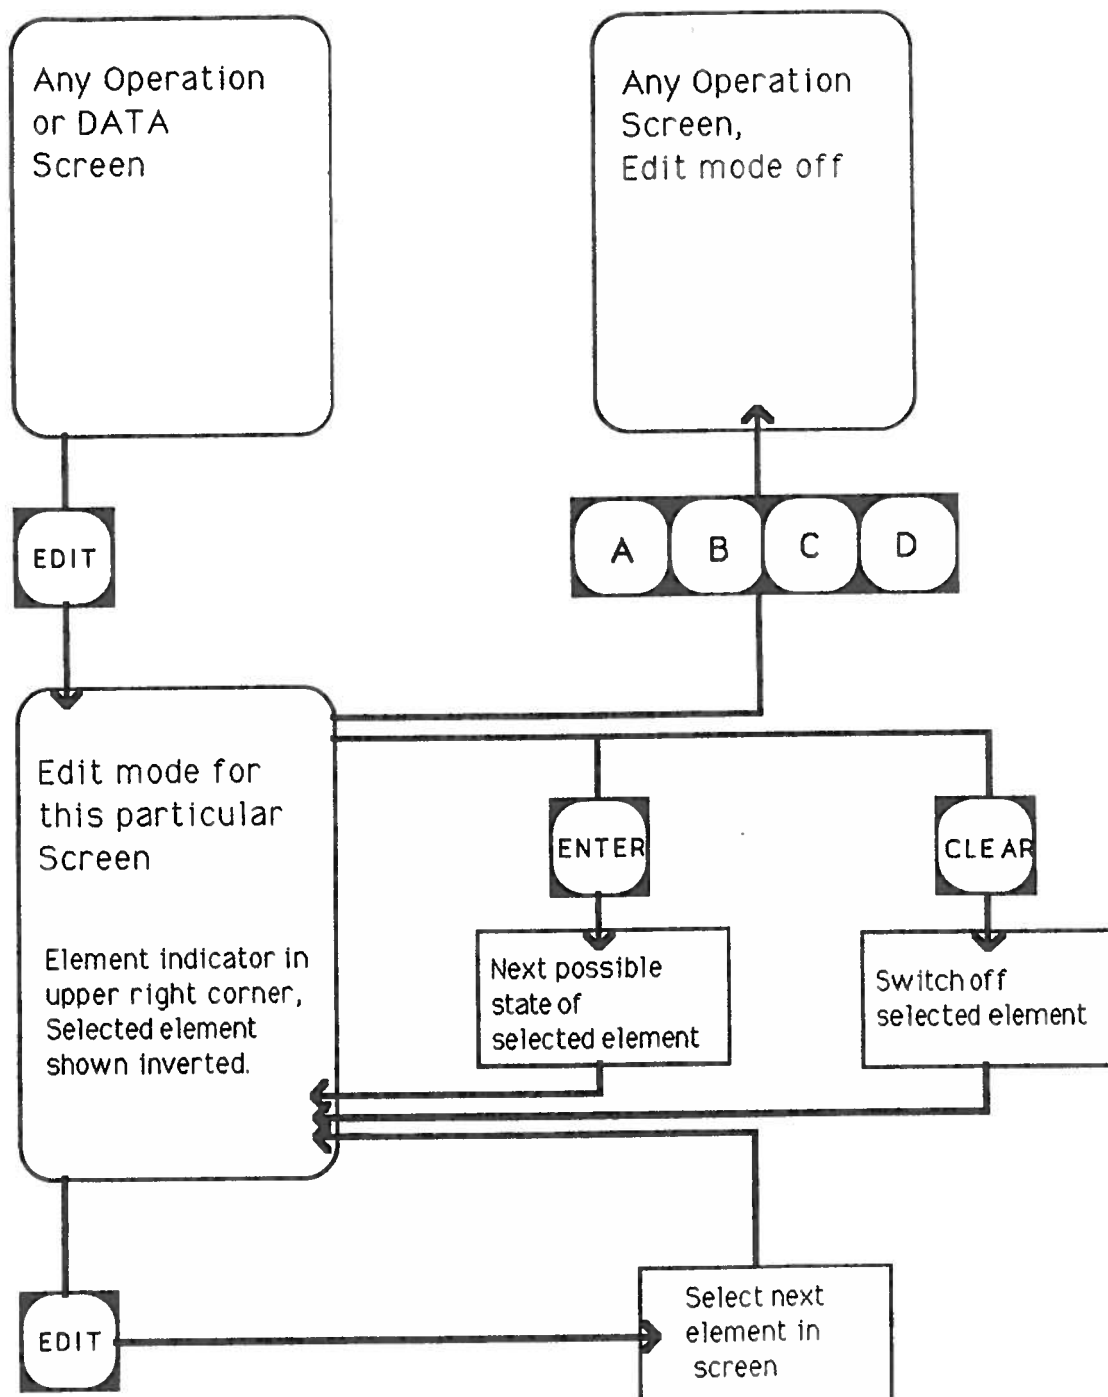 Any Operation
or DATA
Screen
Any Operation
Screen,
Edit mode off
EDIT
A B C D
Edit mode for
this particular
Screen
Element indicator in
upper right corner,
Selected element
shown inverted.
ENTER
CLEAR
Next possible
state of
selected element
Switch off
selected element
EDIT
Select next
element in
screen